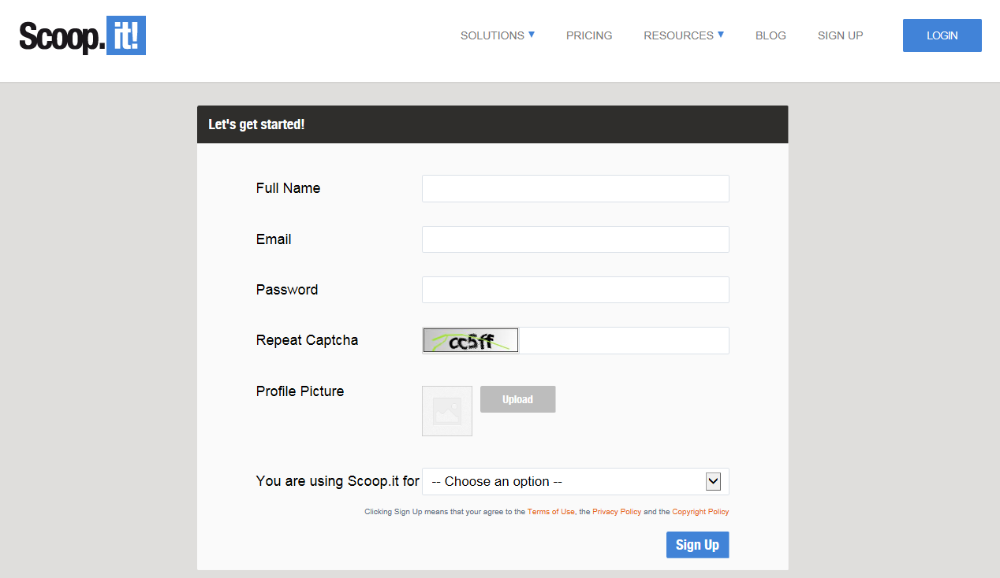 Scoop.it!
SOLUTIONS PRICING RESOURCES BLOG SIGN UP LOGIN
Let's get started!
Full Name
Email
Password
Repeat Captcha
Profile Picture
Upload
You are using Scoop.it for -- Choose an option --
Clicking Sign Up means that your agree to the Terms of Use, the Privacy Policy and the Copyright Policy
Sign Up